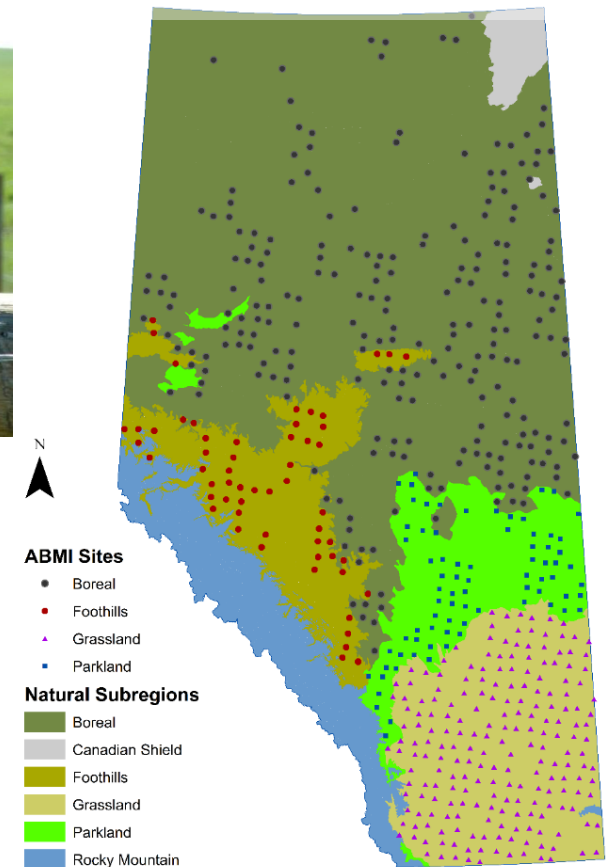 N
ABMI Sites
Boreal
Foothills
Grassland
Parkland
Natural Subregions
Boreal
Canadian Shield
Foothills
Grassland
Parkland
Rocky Mountain